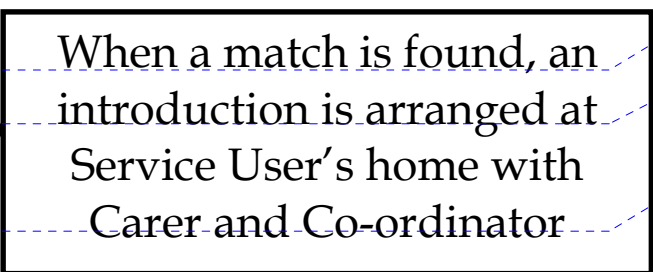 When a match is found, an
introduction is arranged at
Service User’s home with
Carer and Co-ordinator